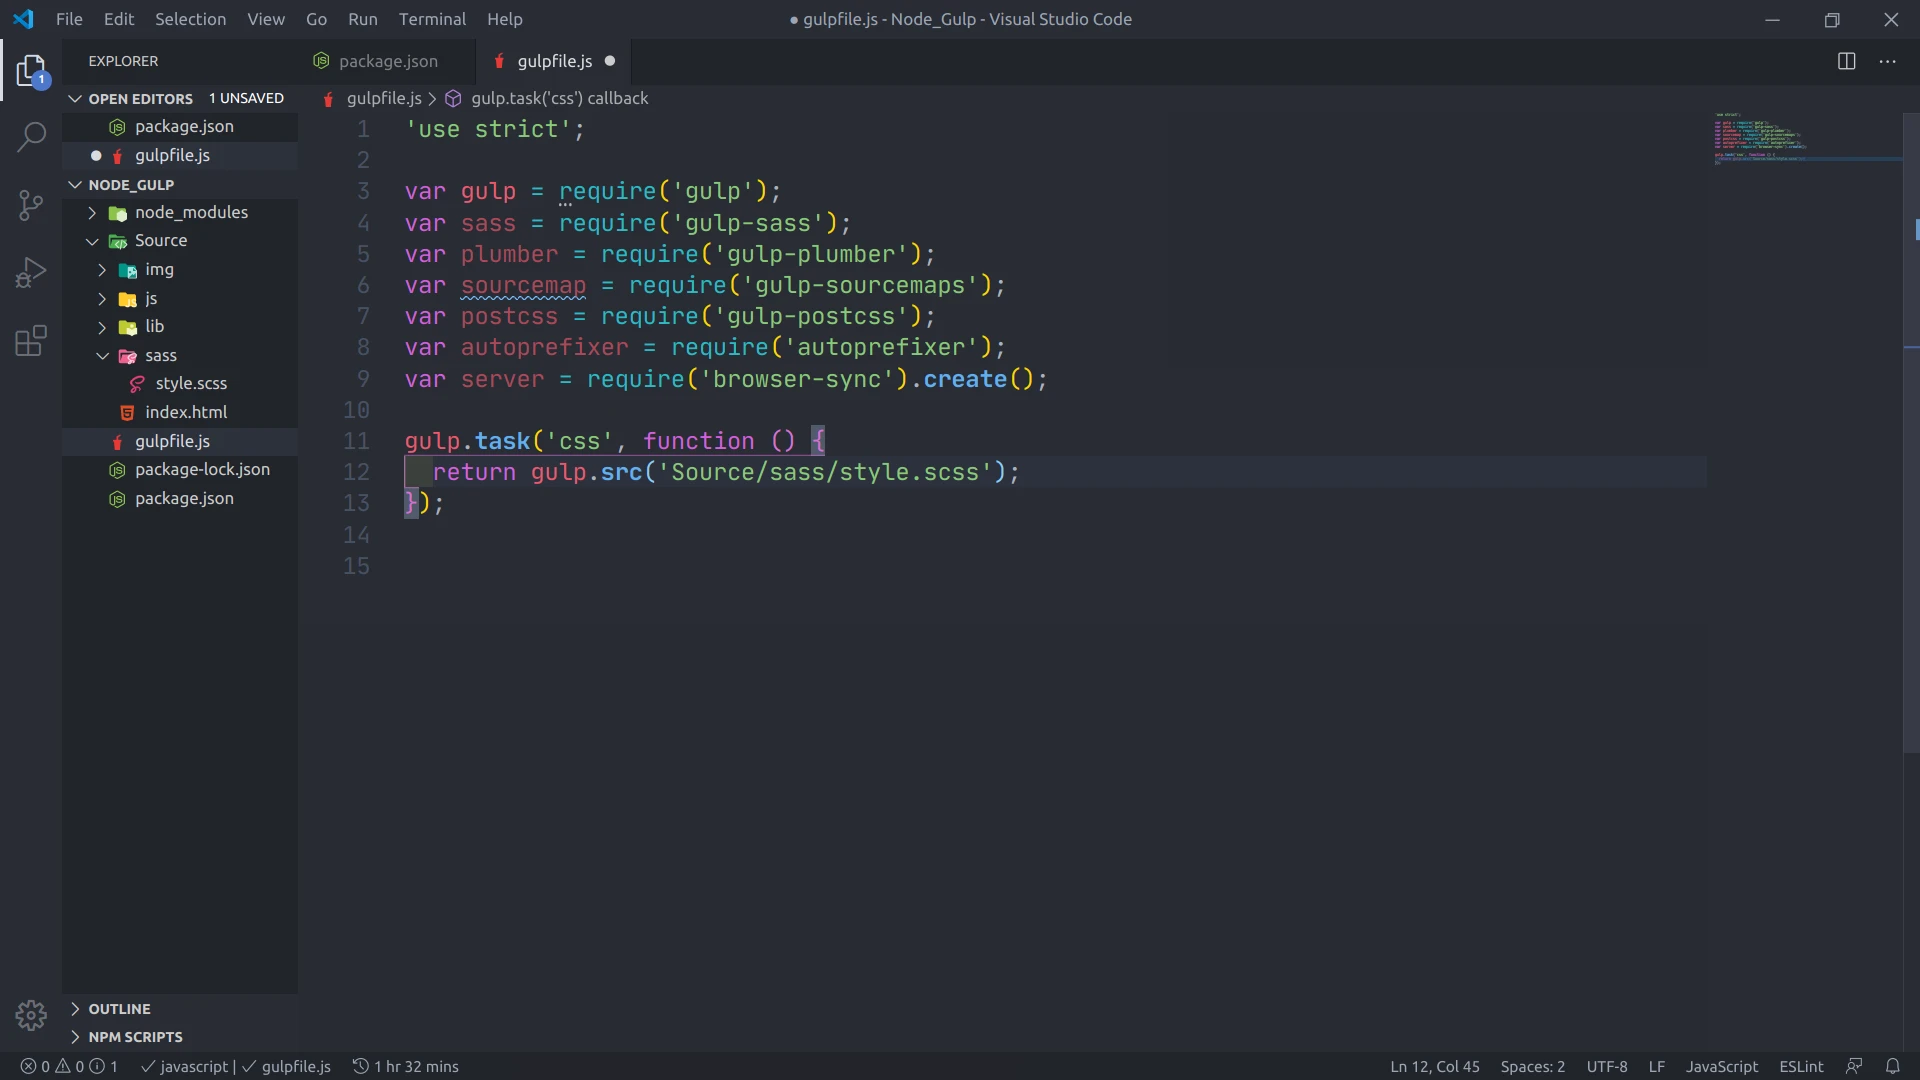 File Edit Selection View Go Run Terminal Help
● gulpfile.js - Node_Gulp - Visual Studio Code
1
EXPLORER
OPEN EDITORS 1 UNSAVED
package.json
gulpfile.js
NODE_GULP
node_modules
Source
img
js
lib
sass
style.scss
index.html
gulpfile.js
package-lock.json
package.json
OUTLINE
NPM SCRIPTS
package.json
gulpfile.js
gulpfile.js > gulp.task('css') callback
1 'use strict';
2
3 var gulp = require('gulp');
4 var sass = require('gulp-sass');
5 var plumber = require('gulp-plumber');
6 var sourcemap = require('gulp-sourcemaps');
7 var postcss = require('gulp-postcss');
8 var autoprefixer = require('autoprefixer');
9 var server = require('browser-sync').create();
10
11 gulp.task('css', function () {
12 return gulp.src('Source/sass/style.scss');
13 });
14
15
0 0 1 javascript | gulpfile.js 1 hr 32 mins
Ln 12, Col 45 Spaces: 2 UTF-8 LF JavaScript ESLint